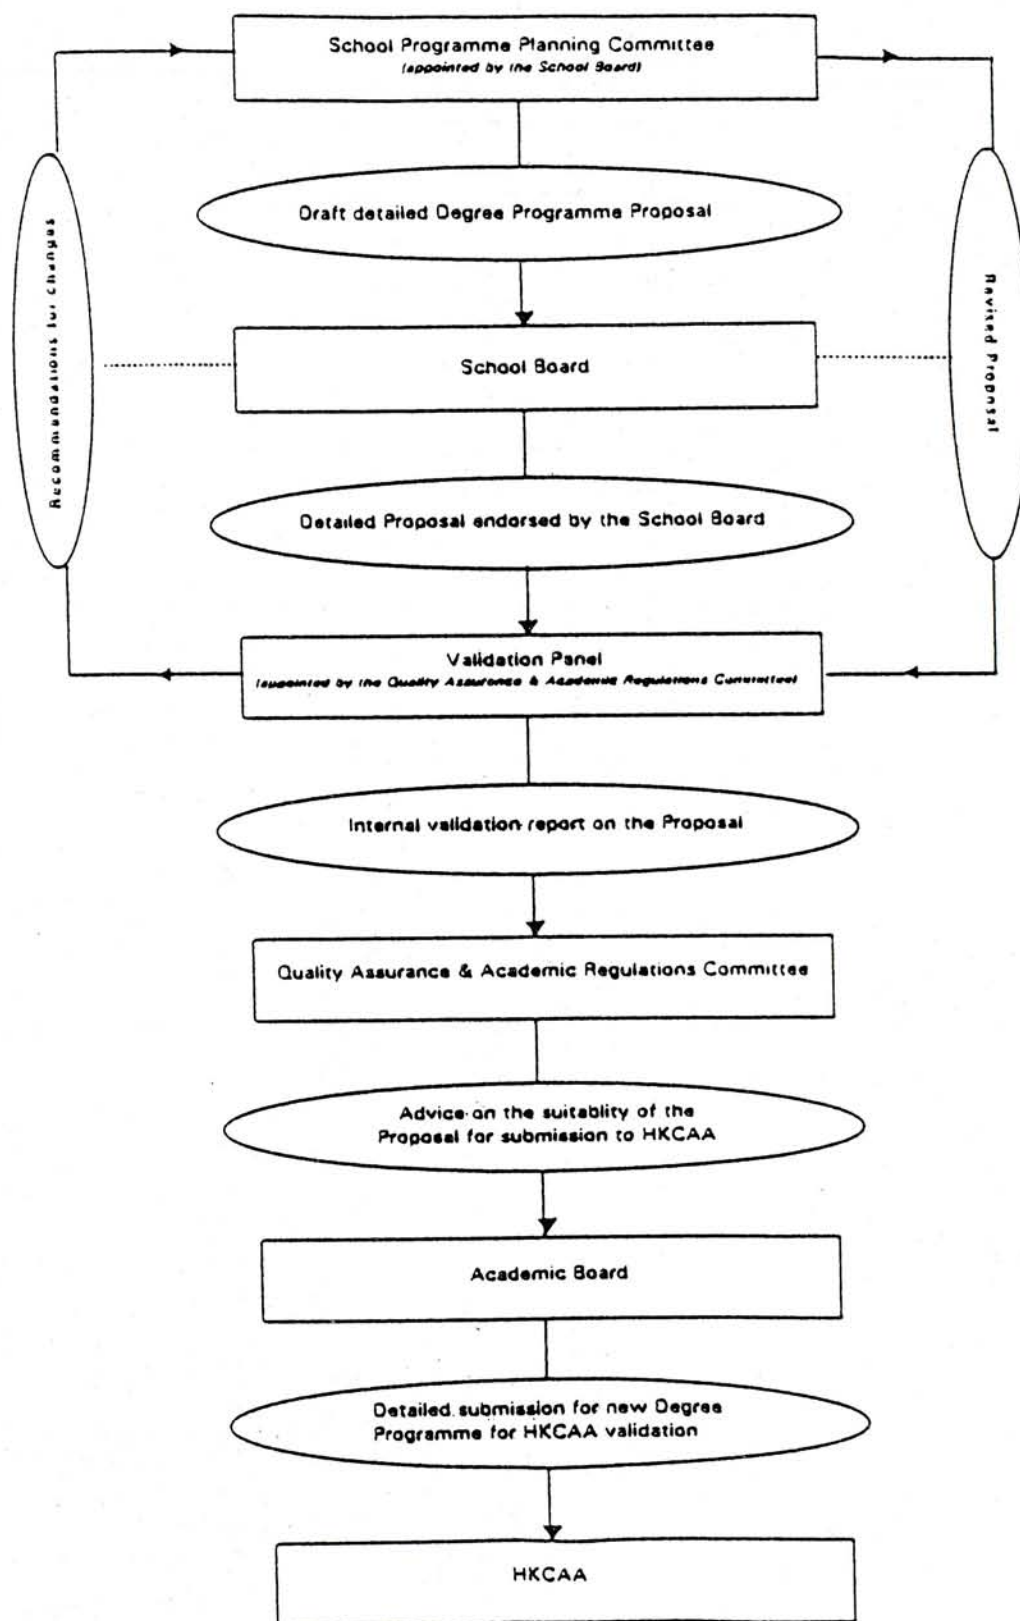 School Programme Planning Committee
(appointed by the School Board)
Draft detailed Degree Programme Proposal
Recommendations for changes
Revised Proposal
School Board
Detailed Proposal endorsed by the School Board
Validation Panel
(appointed by the Quality Assurance & Academic Regulations Committee)
Internal validation report on the Proposal
Quality Assurance & Academic Regulations Committee
Advice on the suitablity of the
Proposal for submission to HKCAA
Academic Board
Detailed submission for new Degree
Programme for HKCAA validation
HKCAA